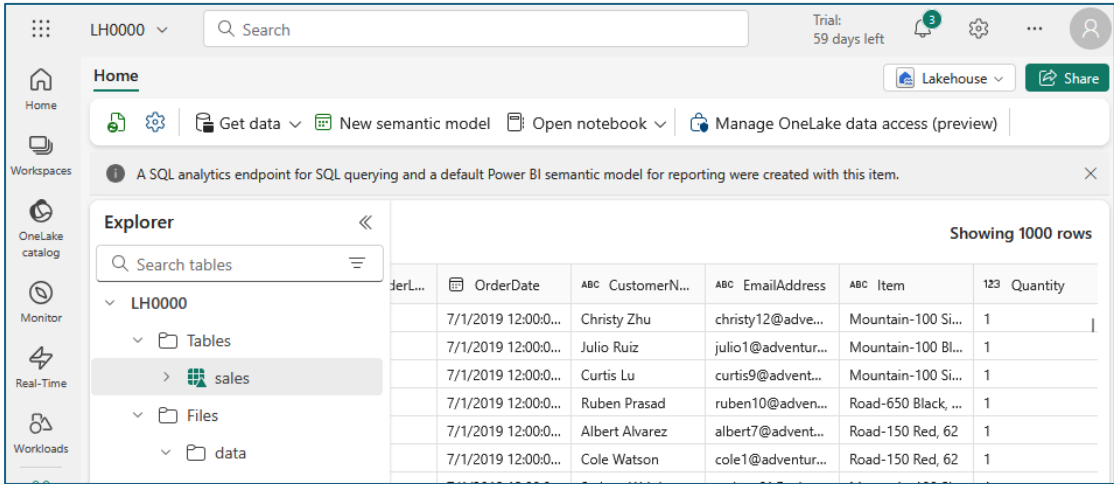 LH0000
Search
Trial:
59 days left
3
Home
Lakehouse
Share
Home
Get data
New semantic model
Open notebook
Manage OneLake data access (preview)
Workspaces
A SQL analytics endpoint for SQL querying and a default Power BI semantic model for reporting were created with this item.
OneLake
catalog
Explorer
Showing 1000 rows
Search tables
derL... OrderDate ABC CustomerN... ABC EmailAddress ABC Item 123 Quantity
Monitor
LH0000
7/1/2019 12:00:0... Christy Zhu christy12@adve... Mountain-100 Si... 1
Tables
7/1/2019 12:00:0... Julio Ruiz julio1@adventur... Mountain-100 Bl... 1
Real-Time
sales
7/1/2019 12:00:0... Curtis Lu curtis9@advent... Mountain-100 Si... 1
Files
7/1/2019 12:00:0... Ruben Prasad ruben10@adven... Road-650 Black, ... 1
7/1/2019 12:00:0... Albert Alvarez albert7@advent... Road-150 Red, 62 1
Workloads
data
7/1/2019 12:00:0... Cole Watson cole1@adventur... Road-150 Red, 62 1